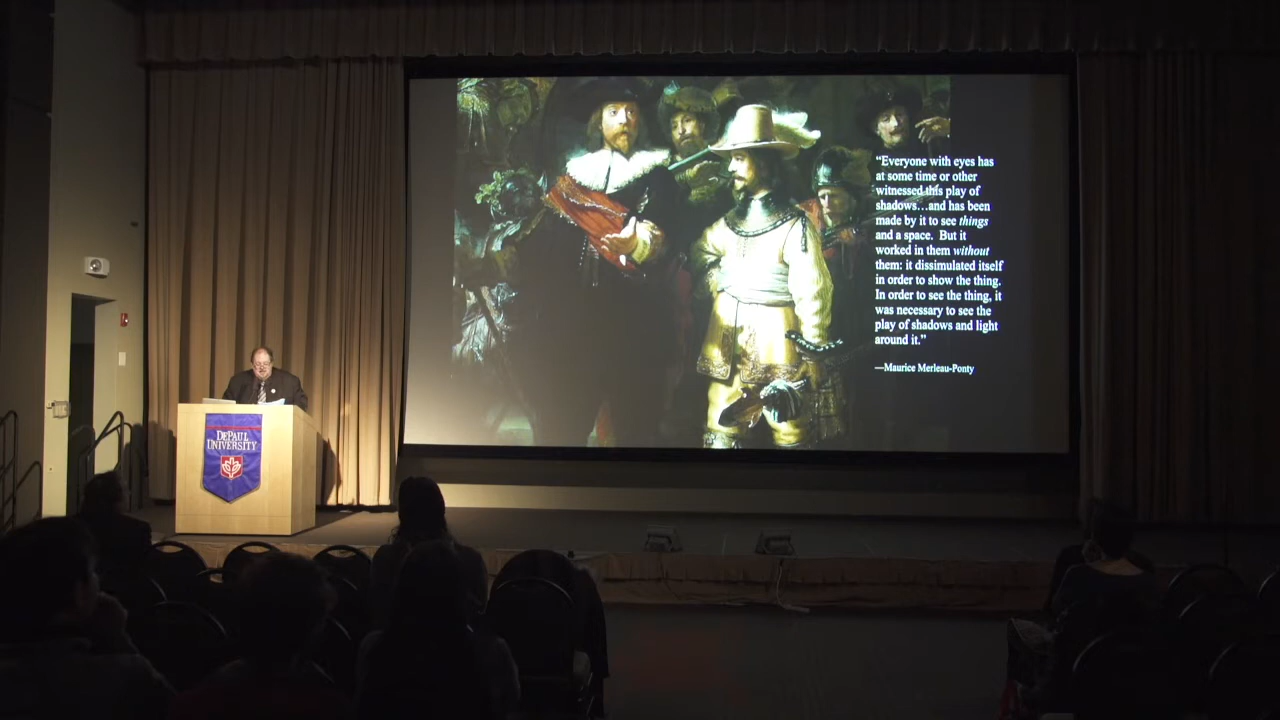 “Everyone with eyes has
at some time or other
witnessed this play of
shadows…and has been
made by it to see things
and a space. But it
worked in them without
them: it dissimulated itself
in order to show the thing.
In order to see the thing, it
was necessary to see the
play of shadows and light
around it.”
—Maurice Merleau-Ponty
DEPAUL
UNIVERSITY